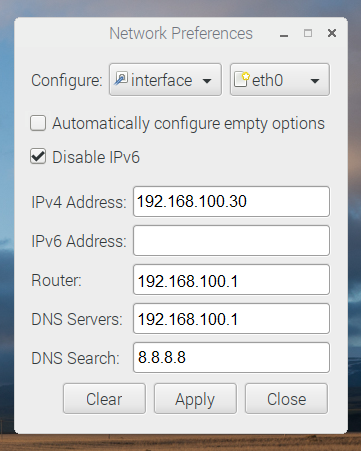 Network Preferences
Configure: interface eth0
Automatically configure empty options
Disable IPv6
IPv4 Address: 192.168.100.30
IPv6 Address:
Router: 192.168.100.1
DNS Servers: 192.168.100.1
DNS Search: 8.8.8.8
Clear Apply Close